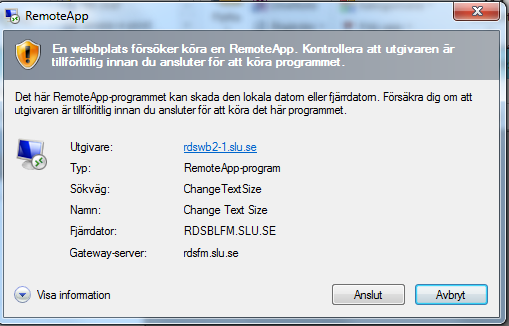 RemoteApp
En webbplats försöker köra en RemoteApp. Kontrollera att utgivaren är
tillförlitlig innan du ansluter för att köra programmet.
Det här RemoteApp-programmet kan skada den lokala datorn eller fjärrdatorn. Försäkra dig om att
utgivaren är tillförlitlig innan du ansluter för att köra det här programmet.
Utgivare: rdswb2-1.slu.se
Typ: RemoteApp-program
Sökväg: ChangeTextSize
Namn: Change Text Size
Fjärrdator: RDSBLFM.SLU.SE
Gateway-server: rdsfm.slu.se
Visa information Anslut Avbryt